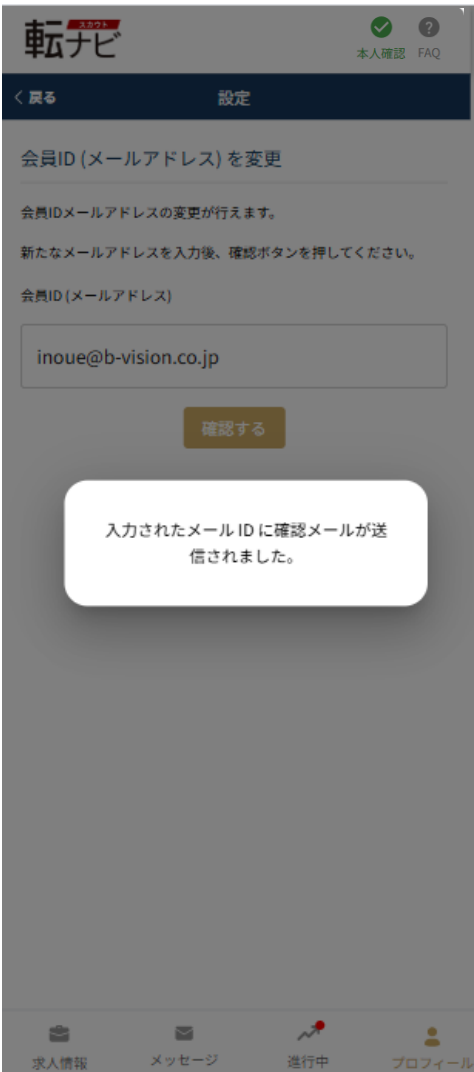 スカウト
転ナビ
本人確認 FAQ
戻る 設定
会員ID (メールアドレス) を変更
会員IDメールアドレスの変更が行えます。
新たなメールアドレスを入力後、確認ボタンを押してください。
会員ID (メールアドレス)
inoue@b-vision.co.jp
確認する
入力されたメール ID に確認メールが送
信されました。
求人情報 メッセージ 進行中 プロフィール